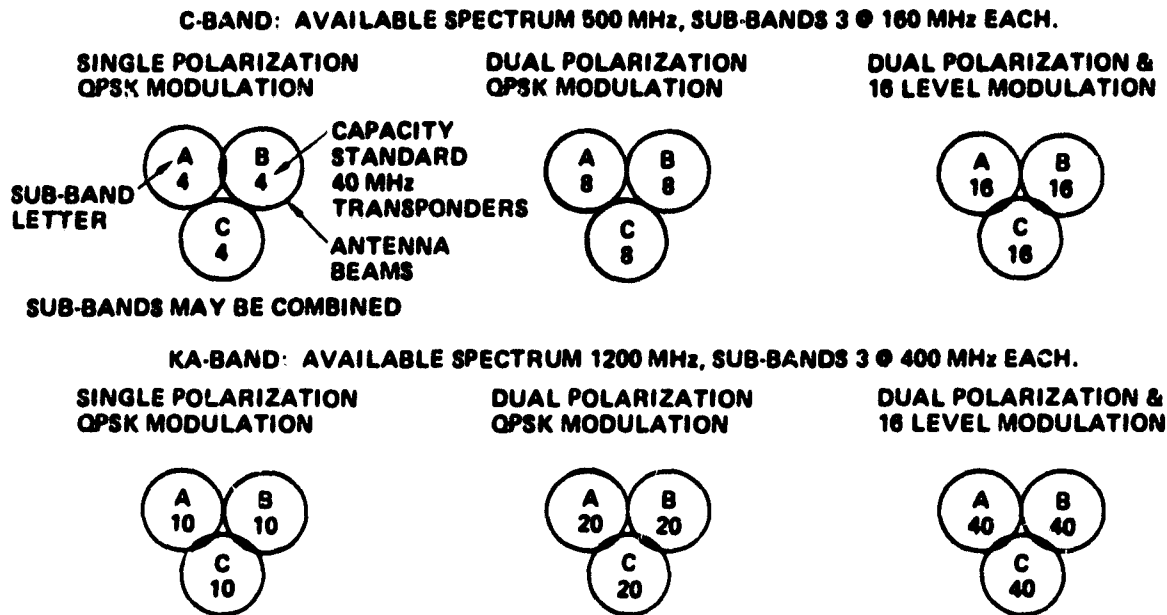 C-BAND: AVAILABLE SPECTRUM 500 MHz, SUB-BANDS 3 @ 160 MHz EACH.
SINGLE POLARIZATION
QPSK MODULATION
DUAL POLARIZATION
QPSK MODULATION
DUAL POLARIZATION &
16 LEVEL MODULATION
A
4
B
4
C
4
SUB-BAND
LETTER
CAPACITY
STANDARD
40 MHz
TRANSPONDERS
ANTENNA
BEAMS
A
8
B
8
C
8
A
16
B
16
C
16
SUB-BANDS MAY BE COMBINED
KA-BAND: AVAILABLE SPECTRUM 1200 MHz, SUB-BANDS 3 @ 400 MHz EACH.
SINGLE POLARIZATION
QPSK MODULATION
DUAL POLARIZATION
QPSK MODULATION
DUAL POLARIZATION &
16 LEVEL MODULATION
A
10
B
10
C
10
A
20
B
20
C
20
A
40
B
40
C
40